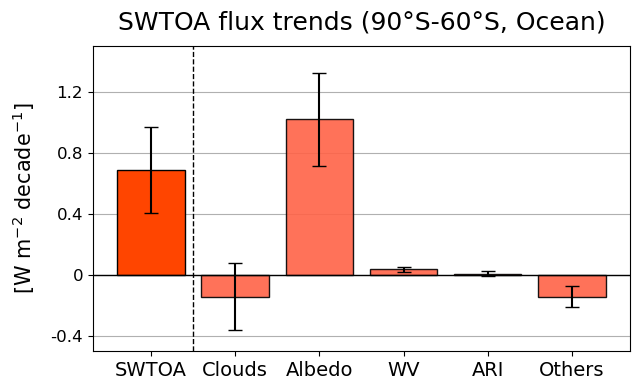 SWTOA flux trends (90°S-60°S, Ocean)
[W m⁻² decade⁻¹]
1.2
0.8
0.4
0
-0.4
SWTOA Clouds Albedo WV ARI Others